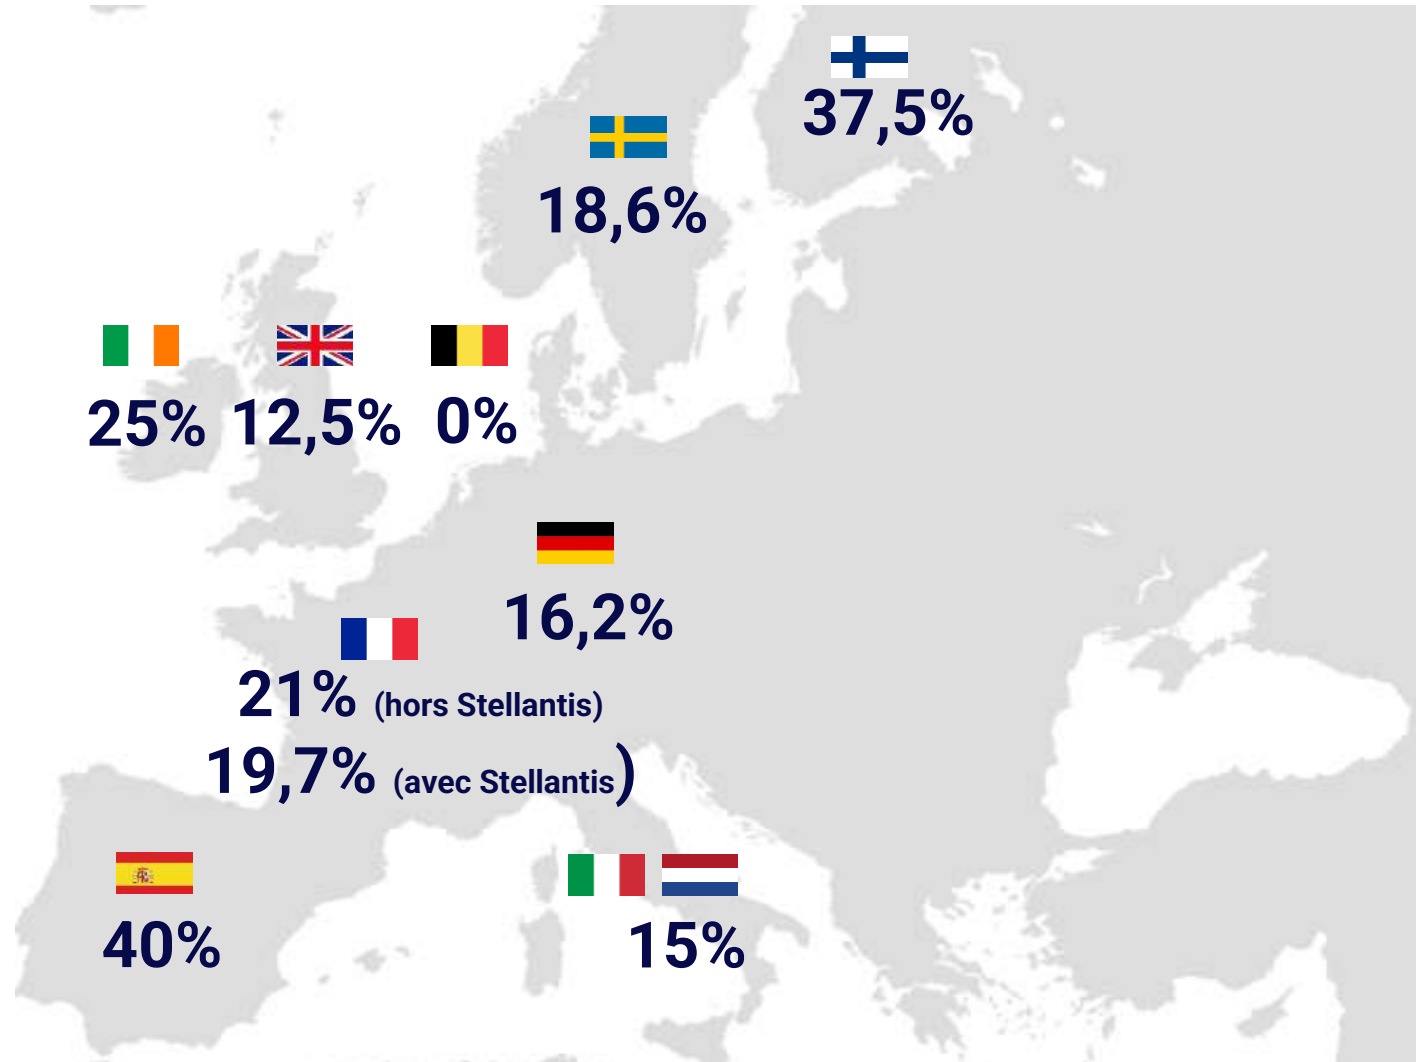 37,5%
18,6%
25% 12,5% 0%
16,2%
21% (hors Stellantis)
19,7% (avec Stellantis)
40%
15%